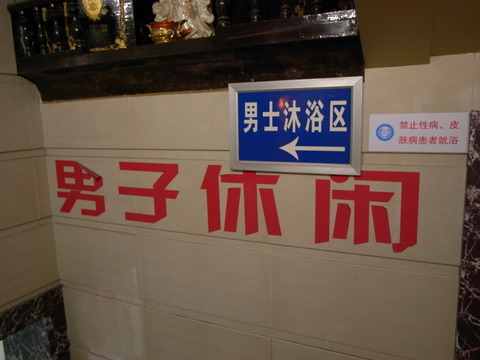 男士沐浴区
禁止性病、皮
肤病患者就浴
男子休闲